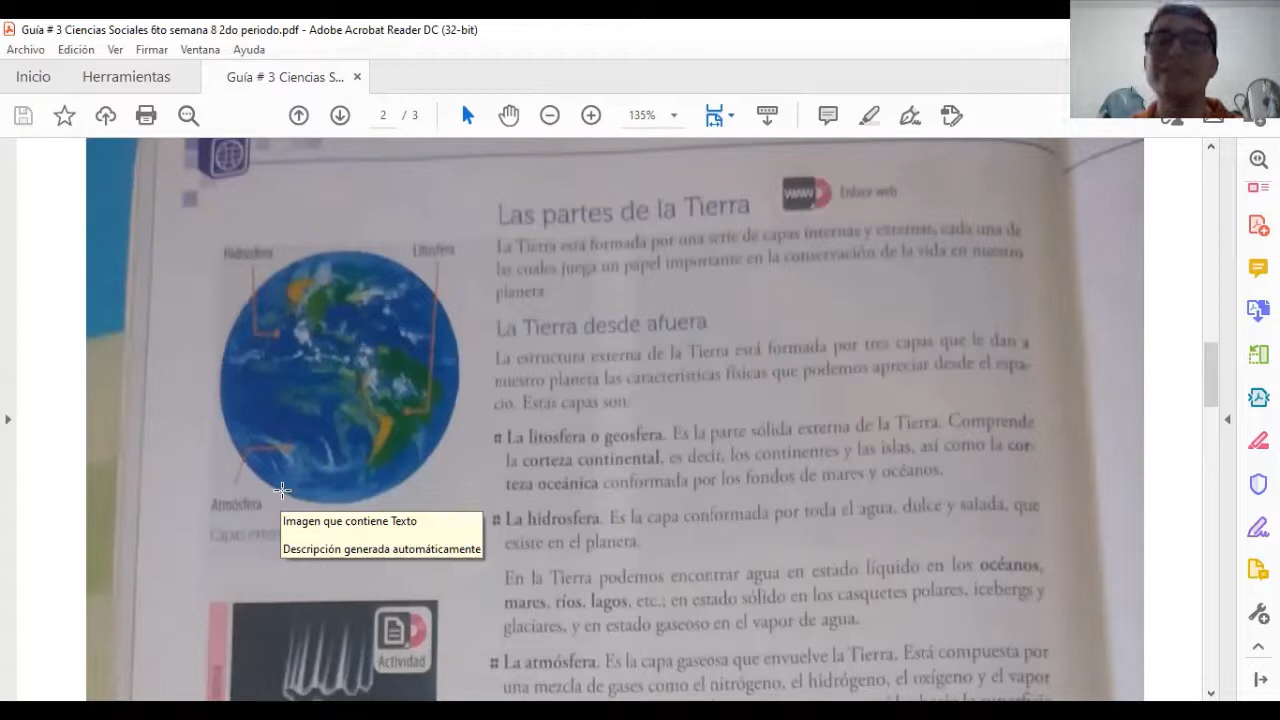 Guía # 3 Ciencias Sociales 6to semana 8 2do periodo.pdf - Adobe Acrobat Reader DC (32-bit)
Archivo Edición Ver Firmar Ventana Ayuda
Inicio Herramientas Guía # 3 Ciencias S... ×
2 / 3 135%
Las partes de la Tierra
WWW Enlace web
La Tierra está formada por una serie de capas internas y externas, cada una de
las cuales juega un papel importante en la conservación de la vida en nuestro
planeta.
Hidrosfera
Litosfera
Atmósfera
Capas exter
Imagen que contiene Texto
Descripción generada automáticamente
Actividad
La Tierra desde afuera
La estructura externa de la Tierra está formada por tres capas que le dan a
nuestro planeta las características físicas que podemos apreciar desde el espa-
cio. Estas capas son:
La litosfera o geosfera. Es la parte sólida externa de la Tierra. Comprende
la corteza continental, es decir, los continentes y las islas, así como la cor-
teza oceánica conformada por los fondos de mares y océanos.
La hidrosfera. Es la capa conformada por toda el agua, dulce y salada, que
existe en el planeta.
En la Tierra podemos encontrar agua en estado líquido en los océanos,
mares, ríos, lagos, etc.; en estado sólido en los casquetes polares, icebergs y
glaciares, y en estado gaseoso en el vapor de agua.
La atmósfera. Es la capa gaseosa que envuelve la Tierra. Está compuesta por
una mezcla de gases como el nitrógeno, el hidrógeno, el oxígeno y el vapor